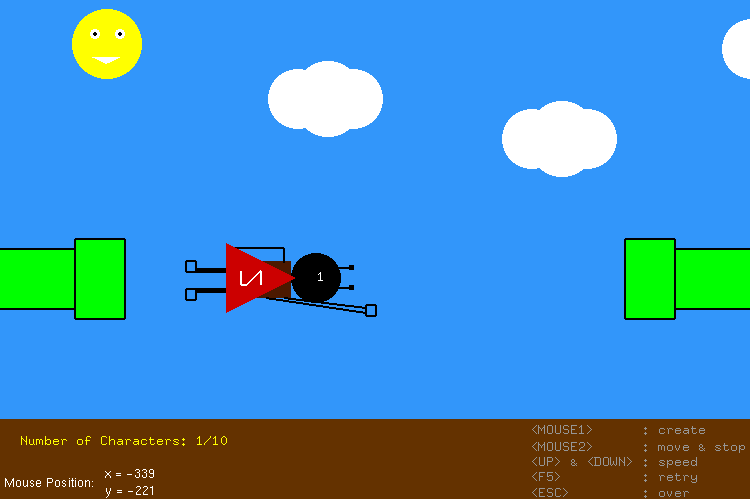 1
Number of Characters: 1/10
Mouse Position:
x = -339
y = -221
<MOUSE1> : create
<MOUSE2> : move & stop
<UP> & <DOWN> : speed
<F5> : retry
<ESC> : over